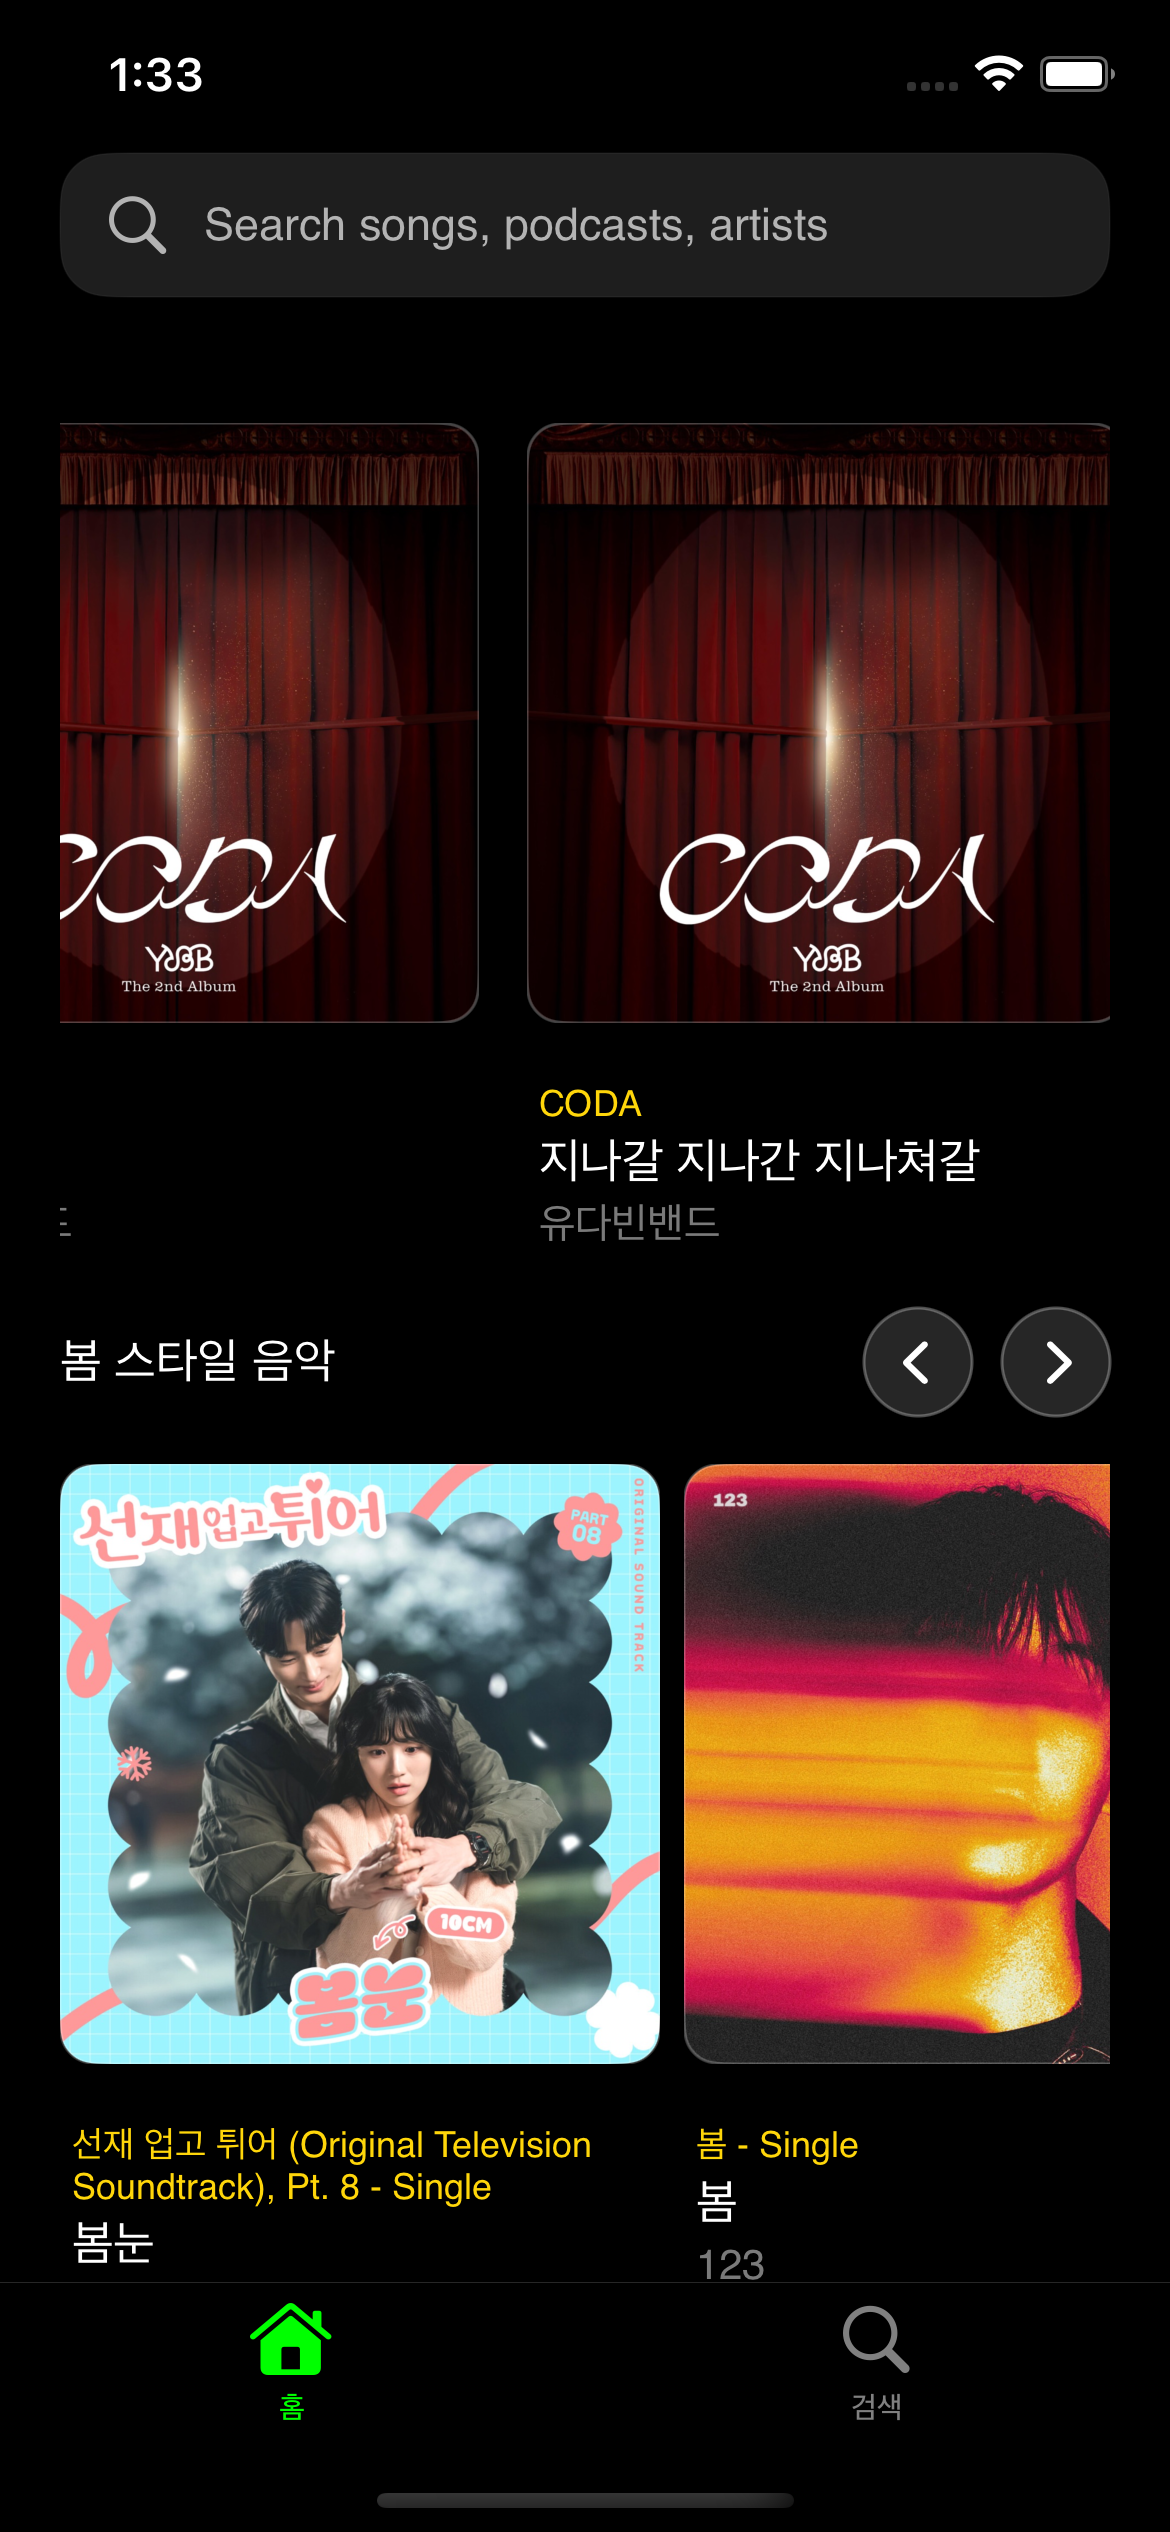 1:33
Search songs, podcasts, artists
CODA
YdBB
The 2nd Album
CODA
YdBB
The 2nd Album
CODA
지나갈 지나간 지나쳐갈
유다빈밴드
봄 스타일 음악
선재 업고 튀어
PART
08
ORIGINAL SOUND TRACK
10CM
봄눈
123
선재 업고 튀어 (Original Television
Soundtrack), Pt. 8 - Single
봄눈
봄 - Single
봄
123
홈
검색